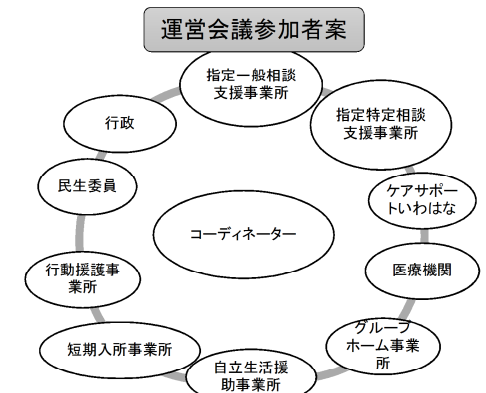 運営会議参加者案
指定一般相談
支援事業所
指定特定相談
支援事業所
ケアサポー
トいわはな
医療機関
グループ
ホーム事業
所
自立生活援
助事業所
短期入所事業所
行動援護事
業所
民生委員
行政
コーディネーター